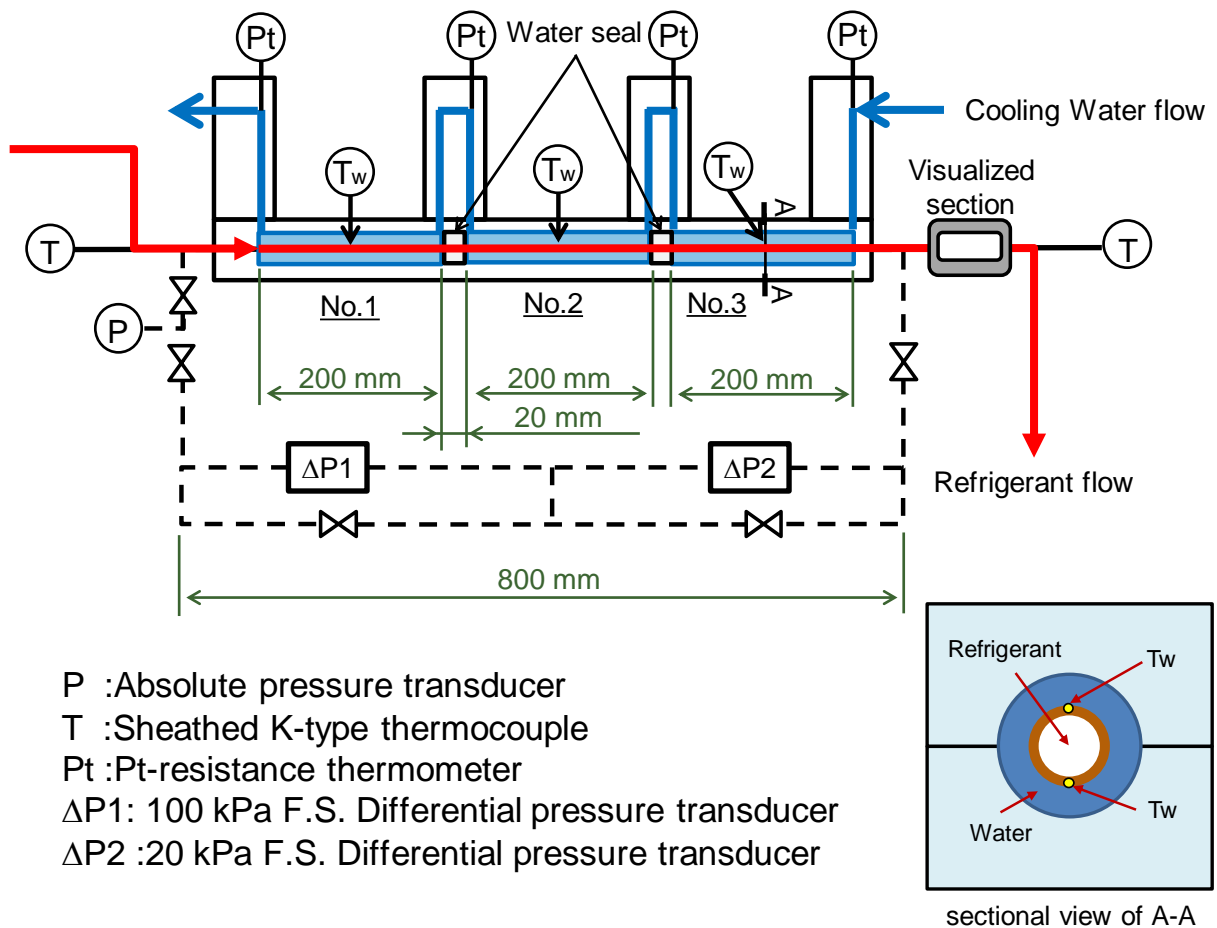 Pt
Pt
Water seal
Pt
Pt
Cooling Water flow
Tw
Tw
Tw
A
Visualized
section
T
T
A
No.1
No.2
No.3
P
200 mm
200 mm
200 mm
20 mm
ΔP1
ΔP2
Refrigerant flow
800 mm
P :Absolute pressure transducer
T :Sheathed K-type thermocouple
Pt :Pt-resistance thermometer
ΔP1: 100 kPa F.S. Differential pressure transducer
ΔP2 :20 kPa F.S. Differential pressure transducer
Refrigerant
Tw
Water
Tw
sectional view of A-A